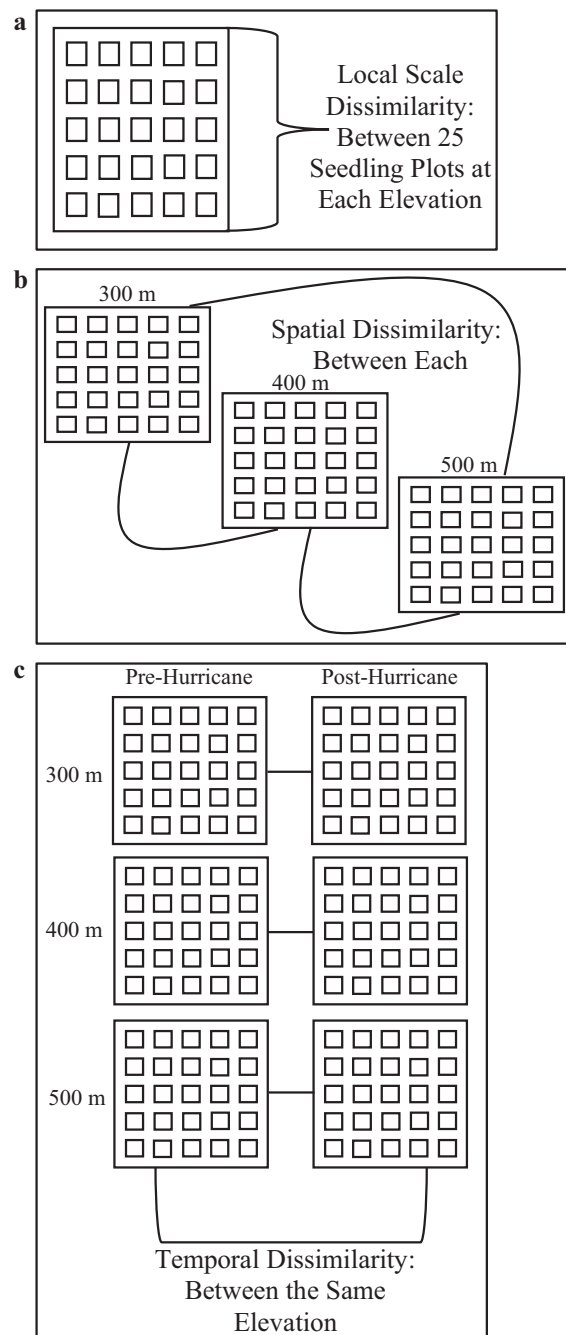 a
Local Scale
Dissimilarity:
Between 25
Seedling Plots at
Each Elevation
b
300 m
Spatial Dissimilarity:
Between Each
400 m
500 m
c
Pre-Hurricane
Post-Hurricane
300 m
400 m
500 m
Temporal Dissimilarity:
Between the Same
Elevation